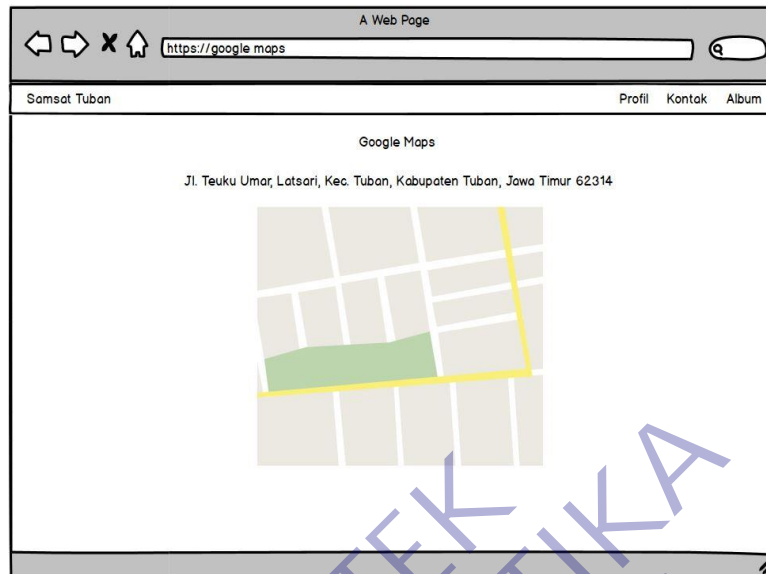 A Web Page
https://google maps
Samsat Tuban Profil Kontak Album
Google Maps
Jl. Teuku Umar, Latsari, Kec. Tuban, Kabupaten Tuban, Jawa Timur 62314